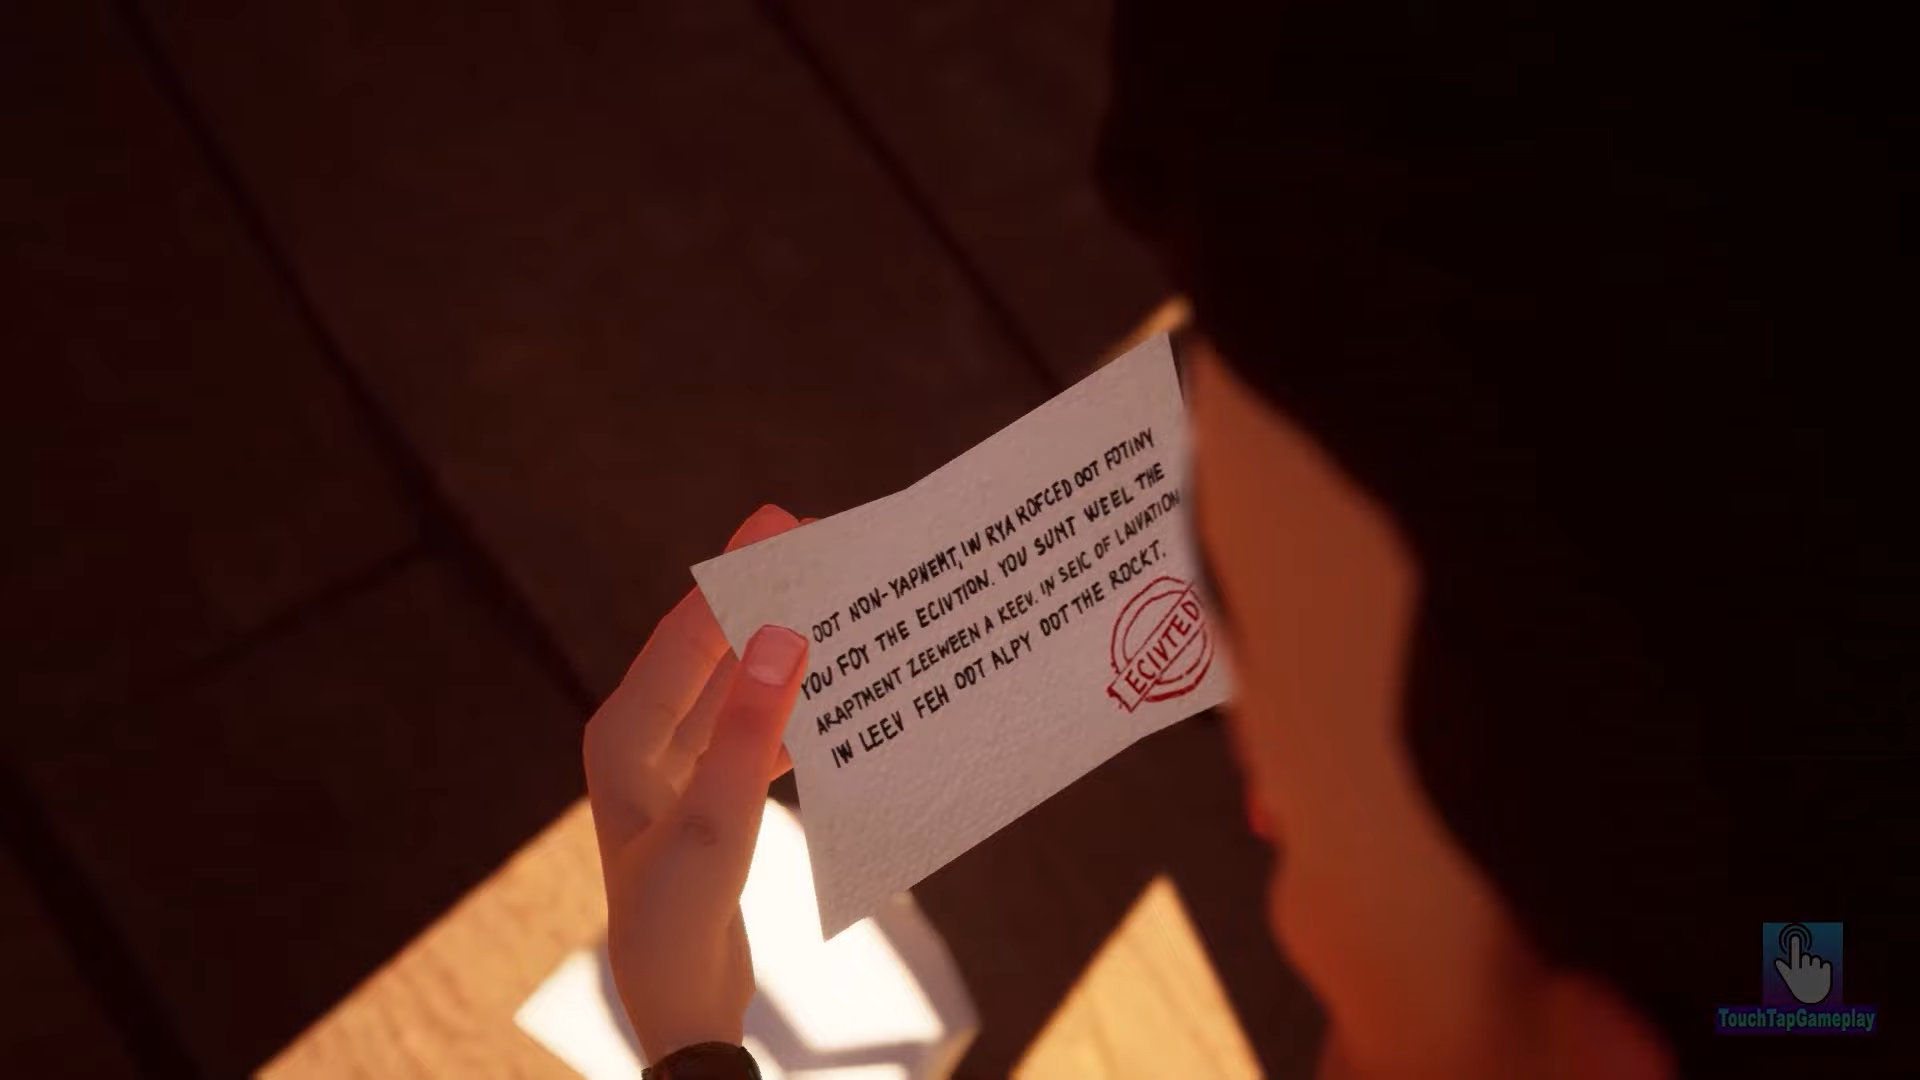 OOT NON-YAPNEMT, IW RYA ROFCED OOT FOTINY
YOU FOY THE ECIVTION. YOU SUMT WEEL THE
ARAPTMENT ZEEWEEN A KEEV. IN SEIC OF LAIVATION
IW LEEV FEH OOT ALPY OOT THE ROCKT.
ECIVTED
TouchTapGameplay